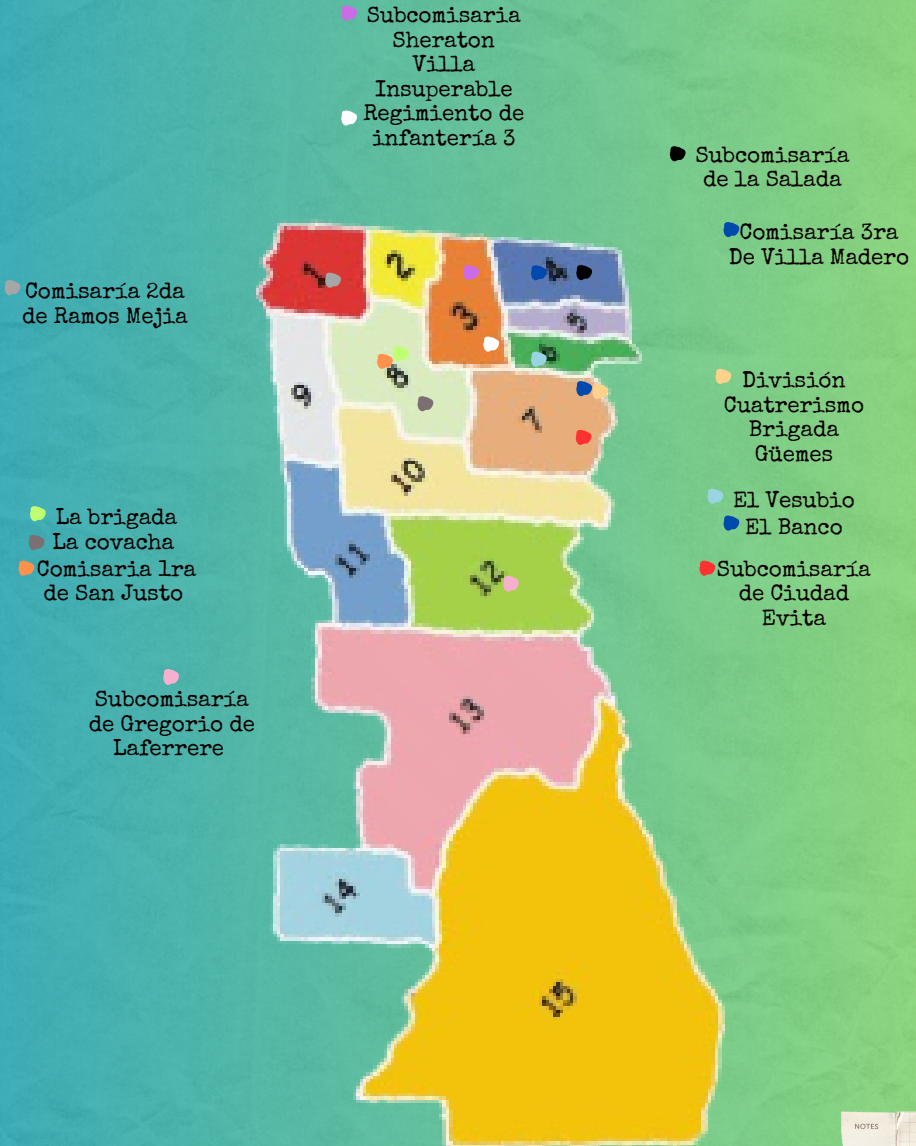 Subcomisaria
Sheraton
Villa
Insuperable
Regimiento de
infantería 3
Subcomisaría
de la Salada
Comisaría 3ra
De Villa Madero
Comisaría 2da
de Ramos Mejia
1
2
3
4
5
6
7
8
9
10
11
12
13
14
15
División
Cuatrerismo
Brigada
Güemes
El Vesubio
El Banco
Subcomisaría
de Ciudad
Evita
La brigada
La covacha
Comisaria 1ra
de San Justo
Subcomisaría
de Gregorio de
Laferrere
NOTES